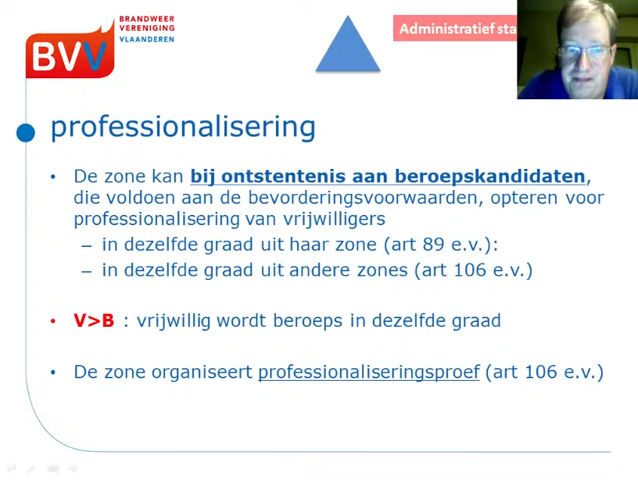 BRANDWEER
VERENIGING
VLAANDEREN
BVV
Administratief sta
professionalisering
• De zone kan bij ontstentenis aan beroepskandidaten,
die voldoen aan de bevorderingsvoorwaarden, opteren voor
professionalisering van vrijwilligers
– in dezelfde graad uit haar zone (art 89 e.v.):
– in dezelfde graad uit andere zones (art 106 e.v.)
• V>B : vrijwillig wordt beroeps in dezelfde graad
• De zone organiseert professionaliseringsproef (art 106 e.v.)